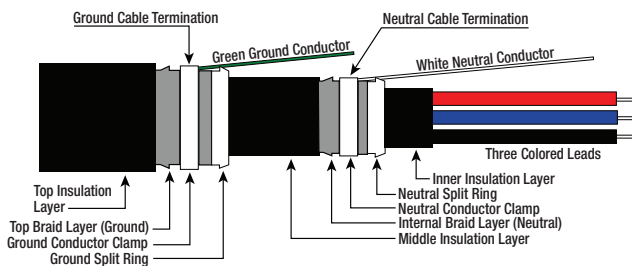 Ground Cable Termination
Neutral Cable Termination
Green Ground Conductor
White Neutral Conductor
Three Colored Leads
Top Insulation
Layer
Inner Insulation Layer
Neutral Split Ring
Neutral Conductor Clamp
Top Braid Layer (Ground)
Internal Braid Layer (Neutral)
Ground Conductor Clamp
Middle Insulation Layer
Ground Split Ring